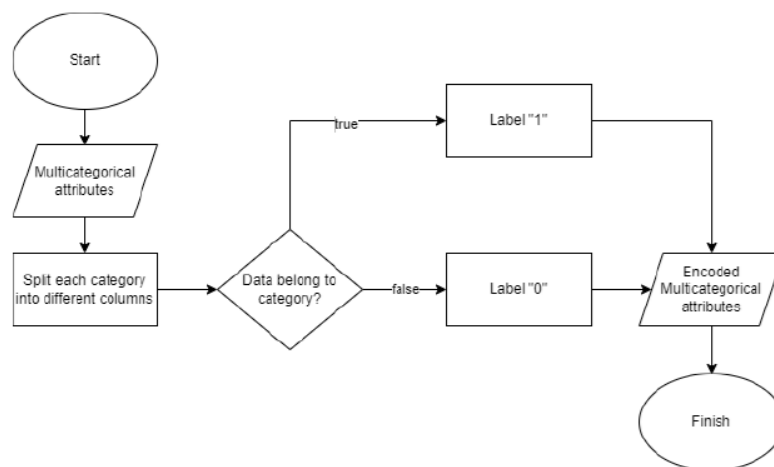 Start
Multicategorical
attributes
Split each category
into different columns
Data belong to
category?
true
Label "1"
false
Label "0"
Encoded
Multicategorical
attributes
Finish